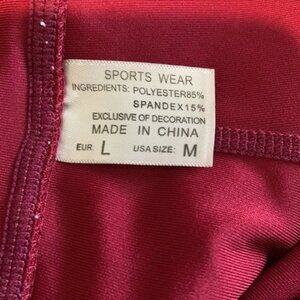 SPORTS WEAR
INGREDIENTS: POLYESTER85%
SPANDEX15%
EXCLUSIVE OF DECORATION
MADE IN CHINA
EUR: L USA SIZE: M